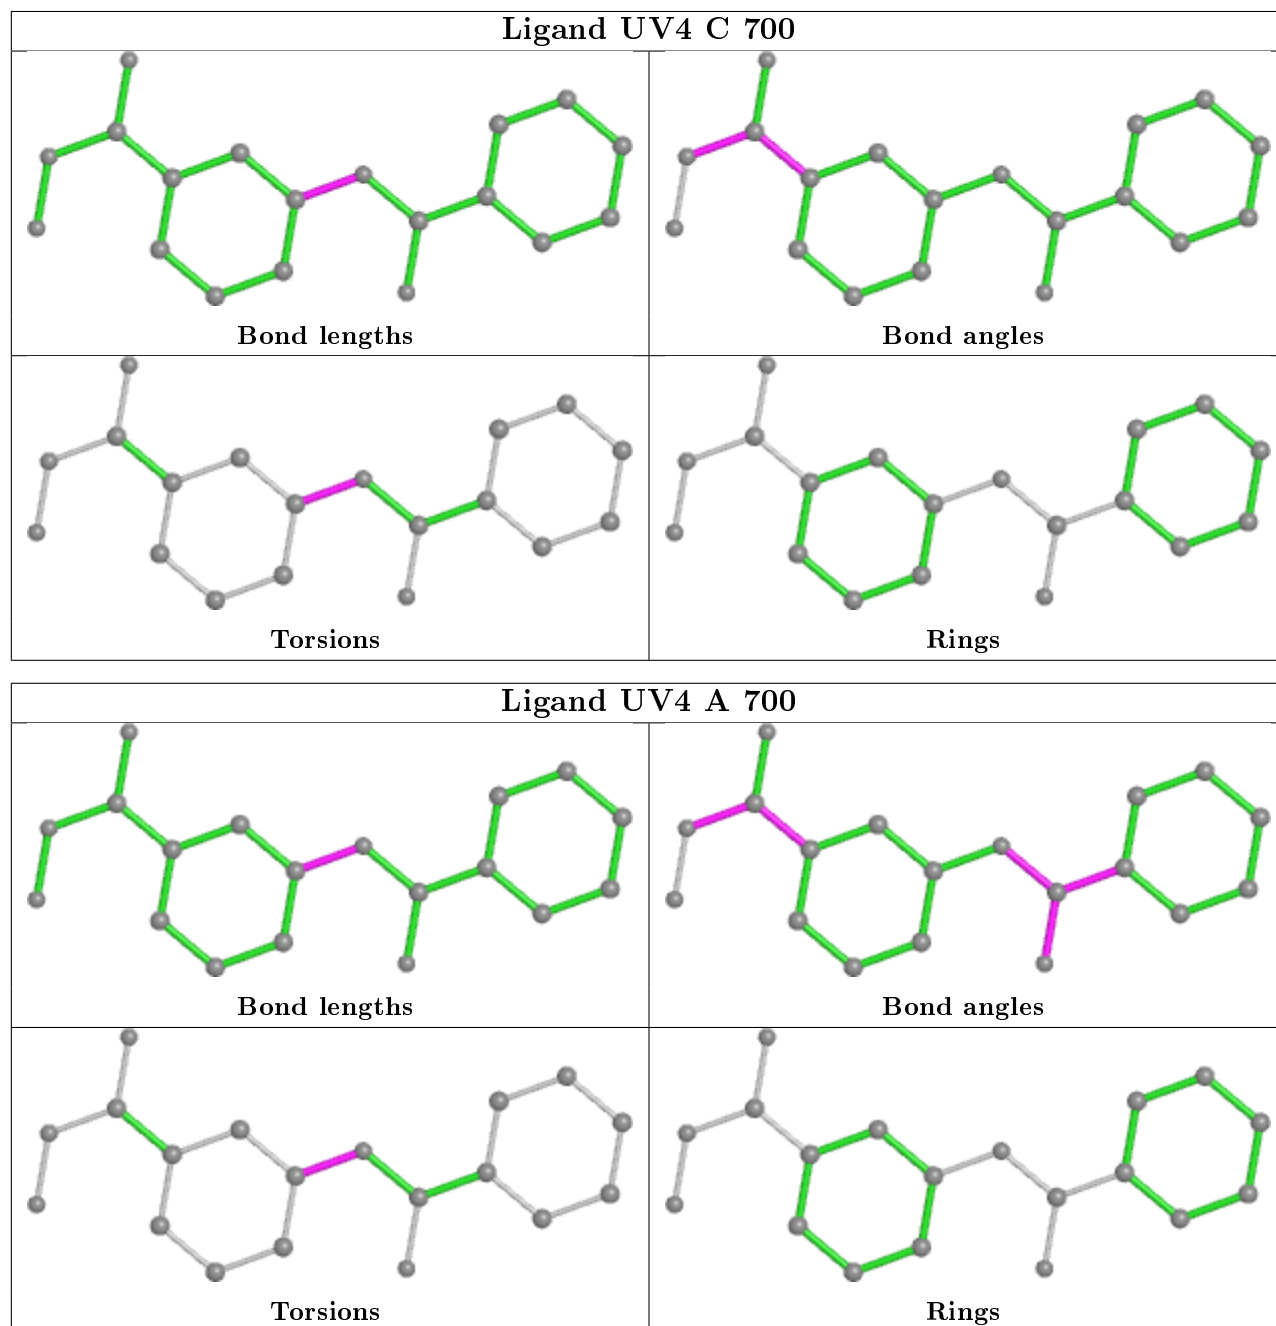 Ligand UV4 C 700
Bond lengths
Bond angles
Torsions
Rings
Ligand UV4 A 700
Bond lengths
Bond angles
Torsions
Rings